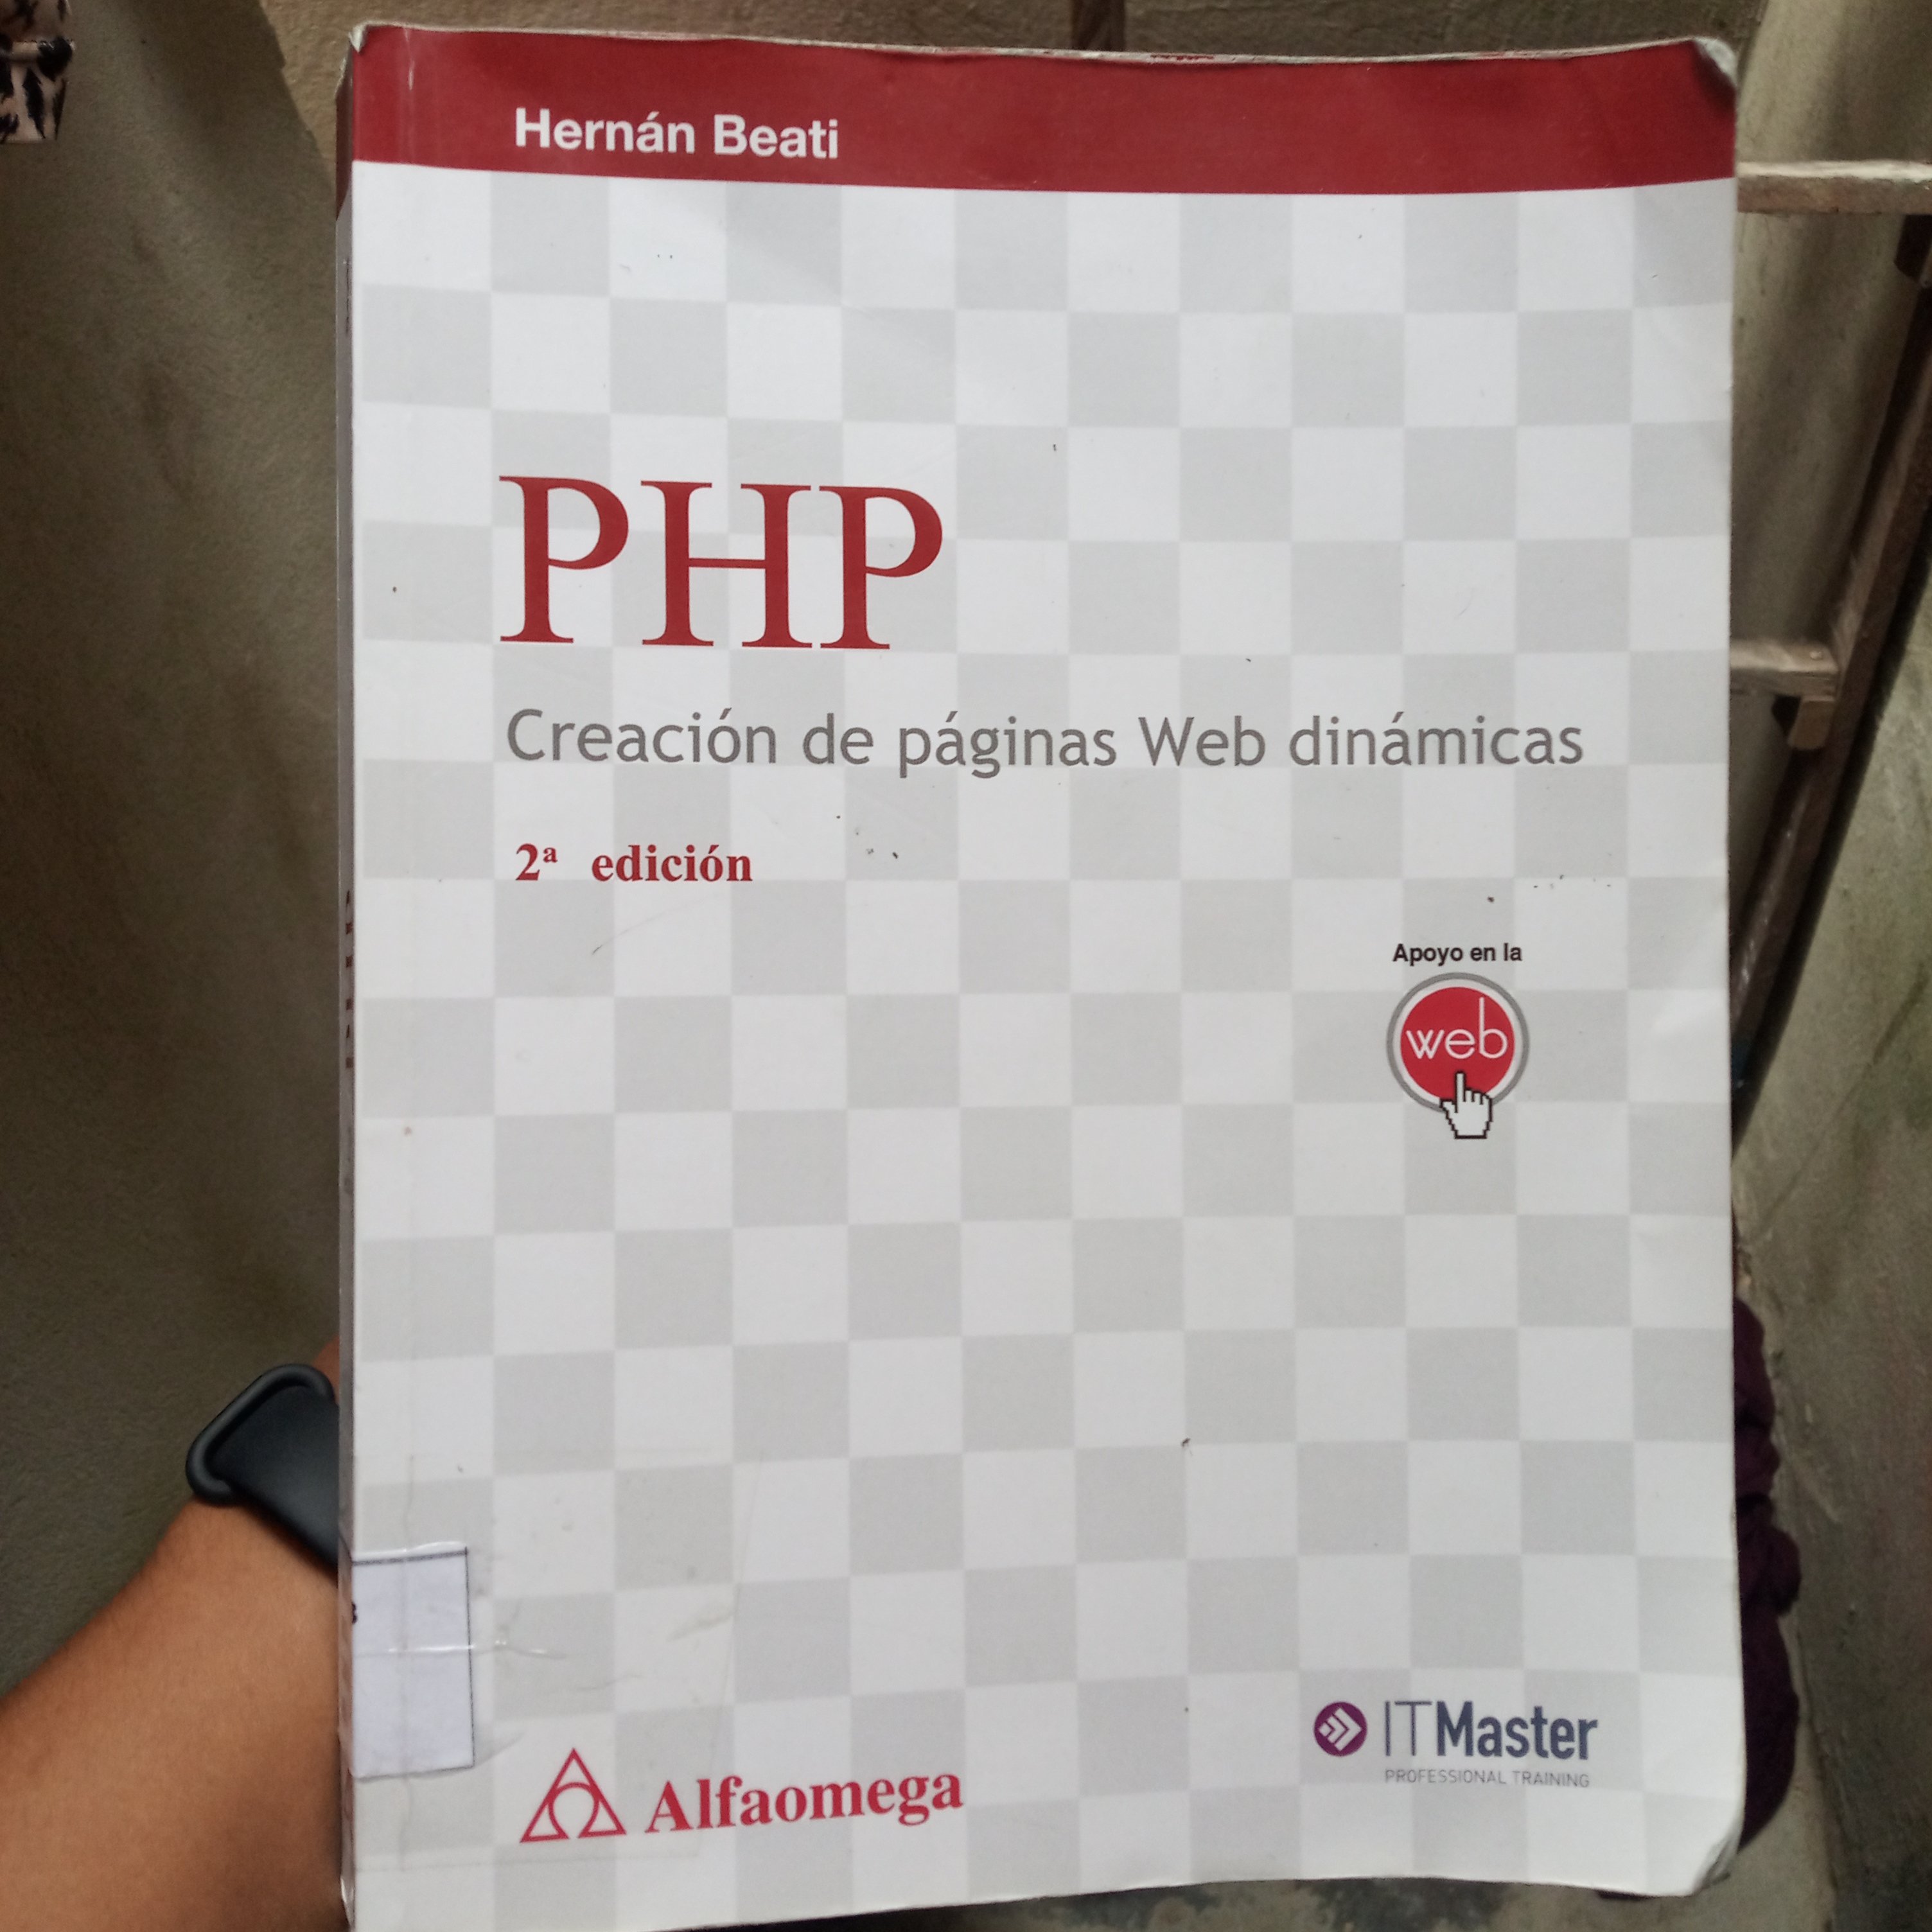 Hernán Beati
PHP
Creación de páginas Web dinámicas
2ª edición
Apoyo en la
web
ITMaster
PROFESSIONAL TRAINING
Alfaomega